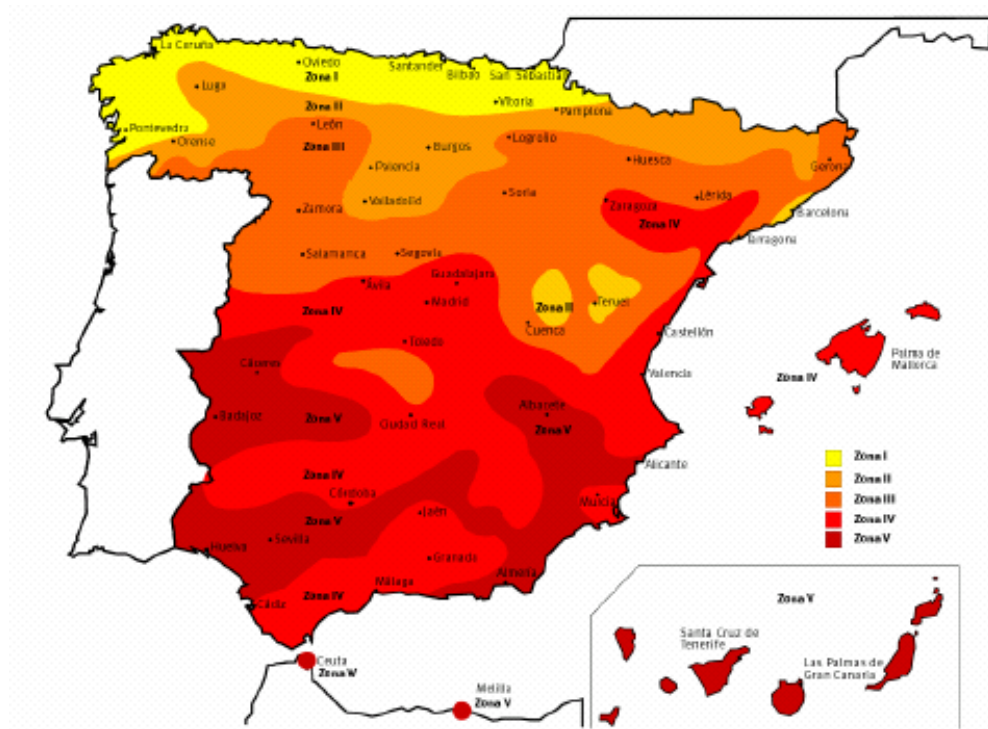 La Coruña
Oviedo
Santander
Bilbao
San Sebastia
Zona I
Lugo
Vitoria
Pamplona
Zona II
León
Pontevedra
Orense
Zona III
Burgos
Logroño
Palencia
Huesca
Gerona
Zamora
Valladolid
Soria
Zaragoza
Lérida
Barcelona
Zona IV
Tarragona
Salamanca
Segovia
Guadalajara
Ávila
Madrid
Zona IV
Zona II
Teruel
Cuenca
Castellón
Toledo
Palma de
Mallorca
Cáceres
Valencia
Zona IV
Badajoz
Zona V
Ciudad Real
Albacete
Zona V
Alicante
Zona IV
Córdoba
Murcia
Jaén
Zona V
Sevilla
Huelva
Granada
Almería
Málaga
Cádiz
Zona IV
Zona I
Zona II
Zona III
Zona IV
Zona V
Zona V
Santa Cruz de
Tenerife
Las Palmas de
Gran Canaria
Ceuta
Melilla
Zona V